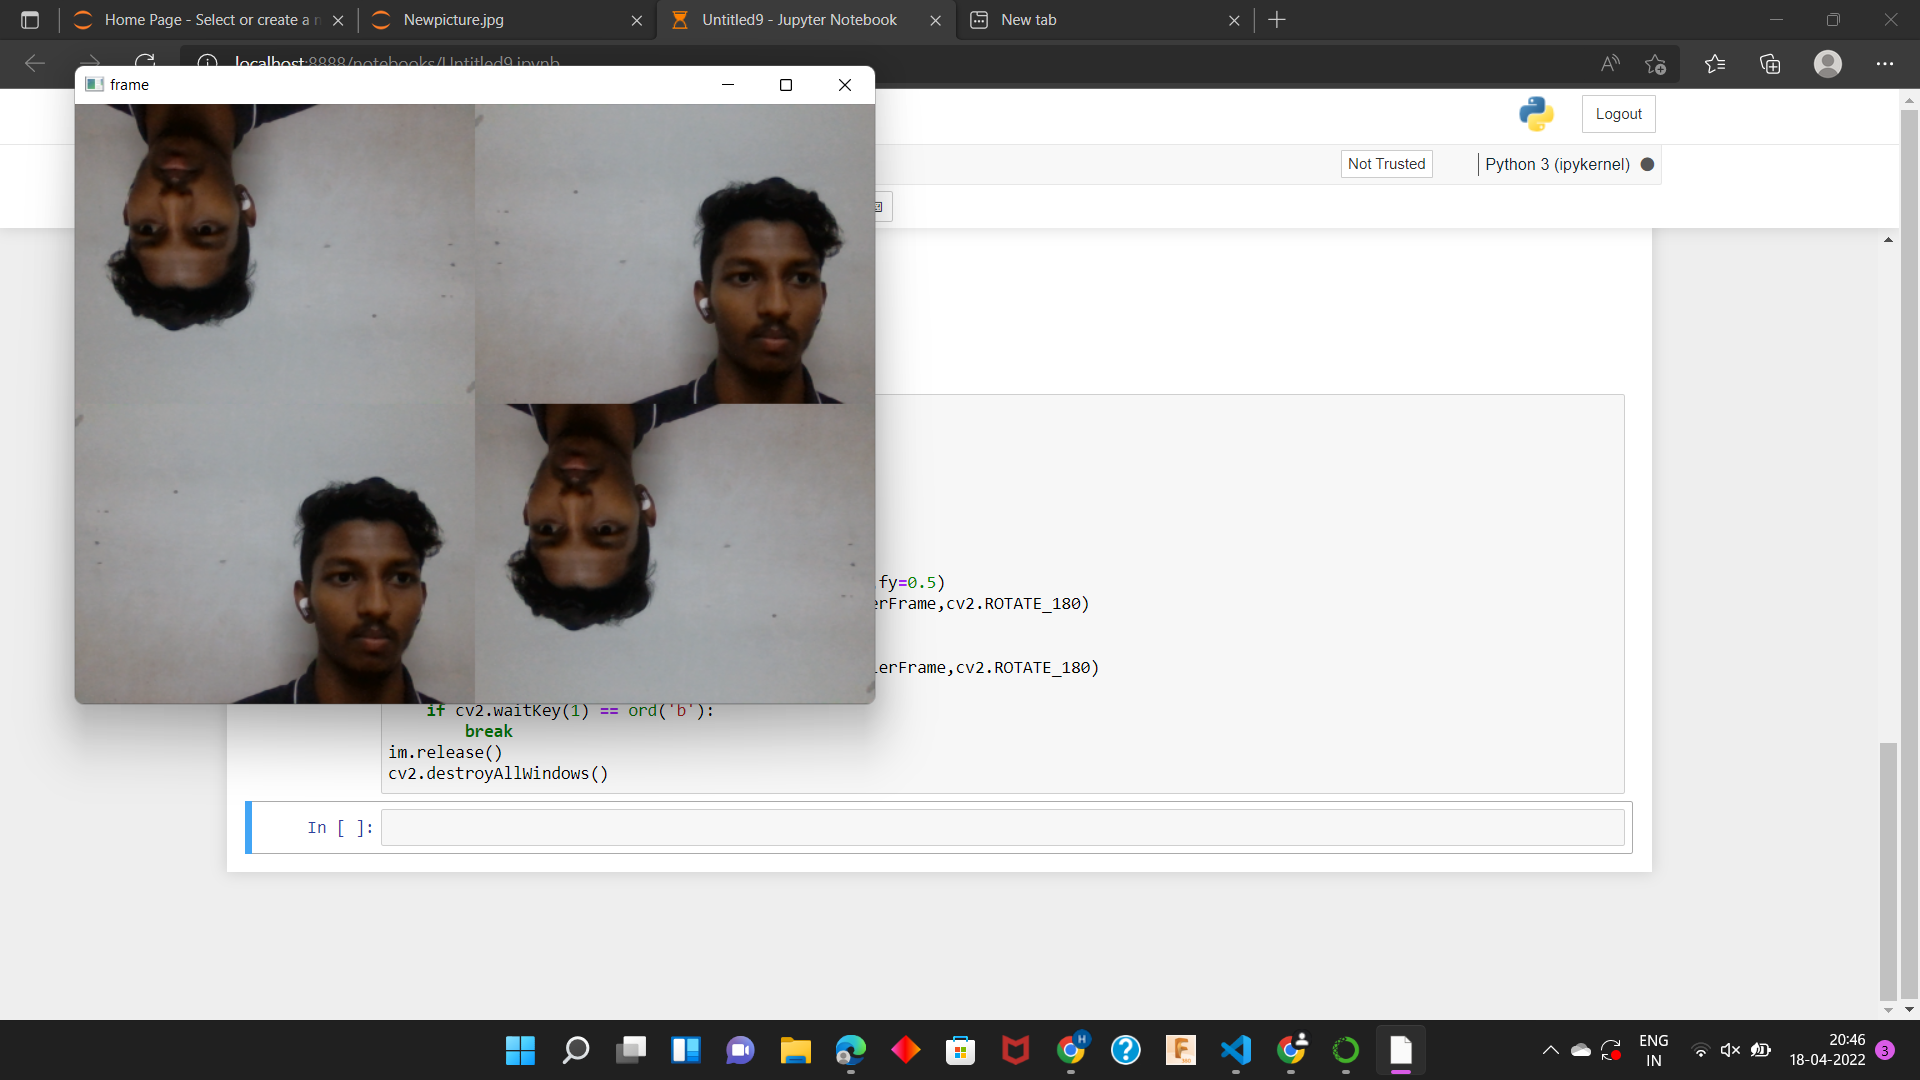 Home Page - Select or create a n
Newpicture.jpg
Untitled9 - Jupyter Notebook
New tab
localhost:8888/notebooks/Untitled9.ipynb
frame
Logout
Not Trusted
Python 3 (ipykernel)
fy=0.5)
erFrame,cv2.ROTATE_180)
lerFrame,cv2.ROTATE_180)
if cv2.waitKey(1) == ord('b'):
break
im.release()
cv2.destroyAllWindows()
In [ ]:
H
F
ENG
IN
20:46
18-04-2022
3